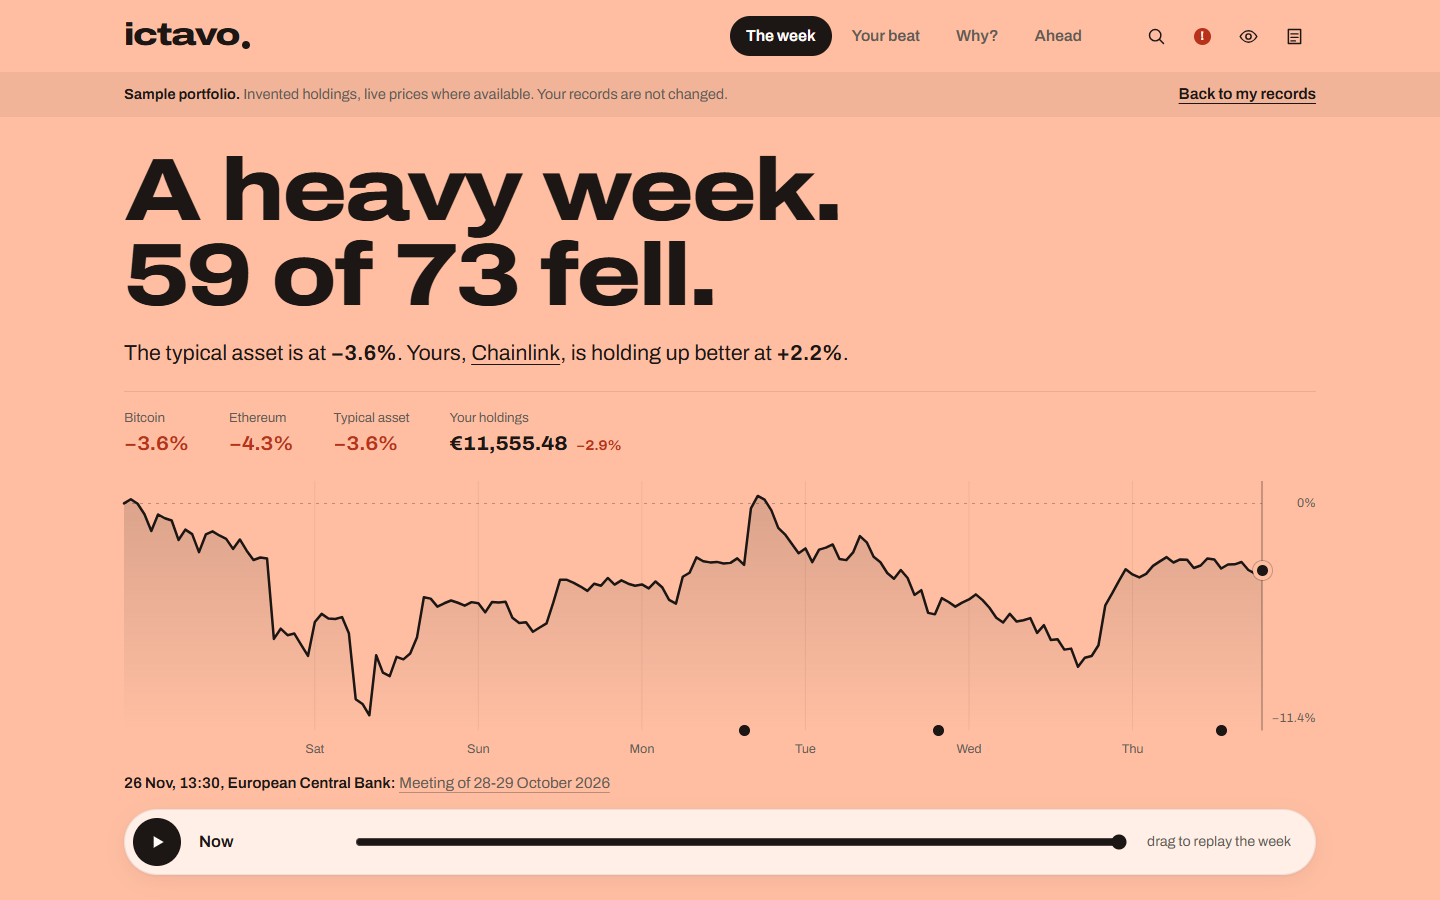 ictavo.
The week
Your beat
Why?
Ahead
Sample portfolio. Invented holdings, live prices where available. Your records are not changed.
Back to my records
A heavy week.
59 of 73 fell.
The typical asset is at −3.6%. Yours, Chainlink, is holding up better at +2.2%.
Bitcoin
−3.6%
Ethereum
−4.3%
Typical asset
−3.6%
Your holdings
€11,555.48 −2.9%
0%
−11.4%
Sat
Sun
Mon
Tue
Wed
Thu
26 Nov, 13:30, European Central Bank: Meeting of 28-29 October 2026
Now
drag to replay the week